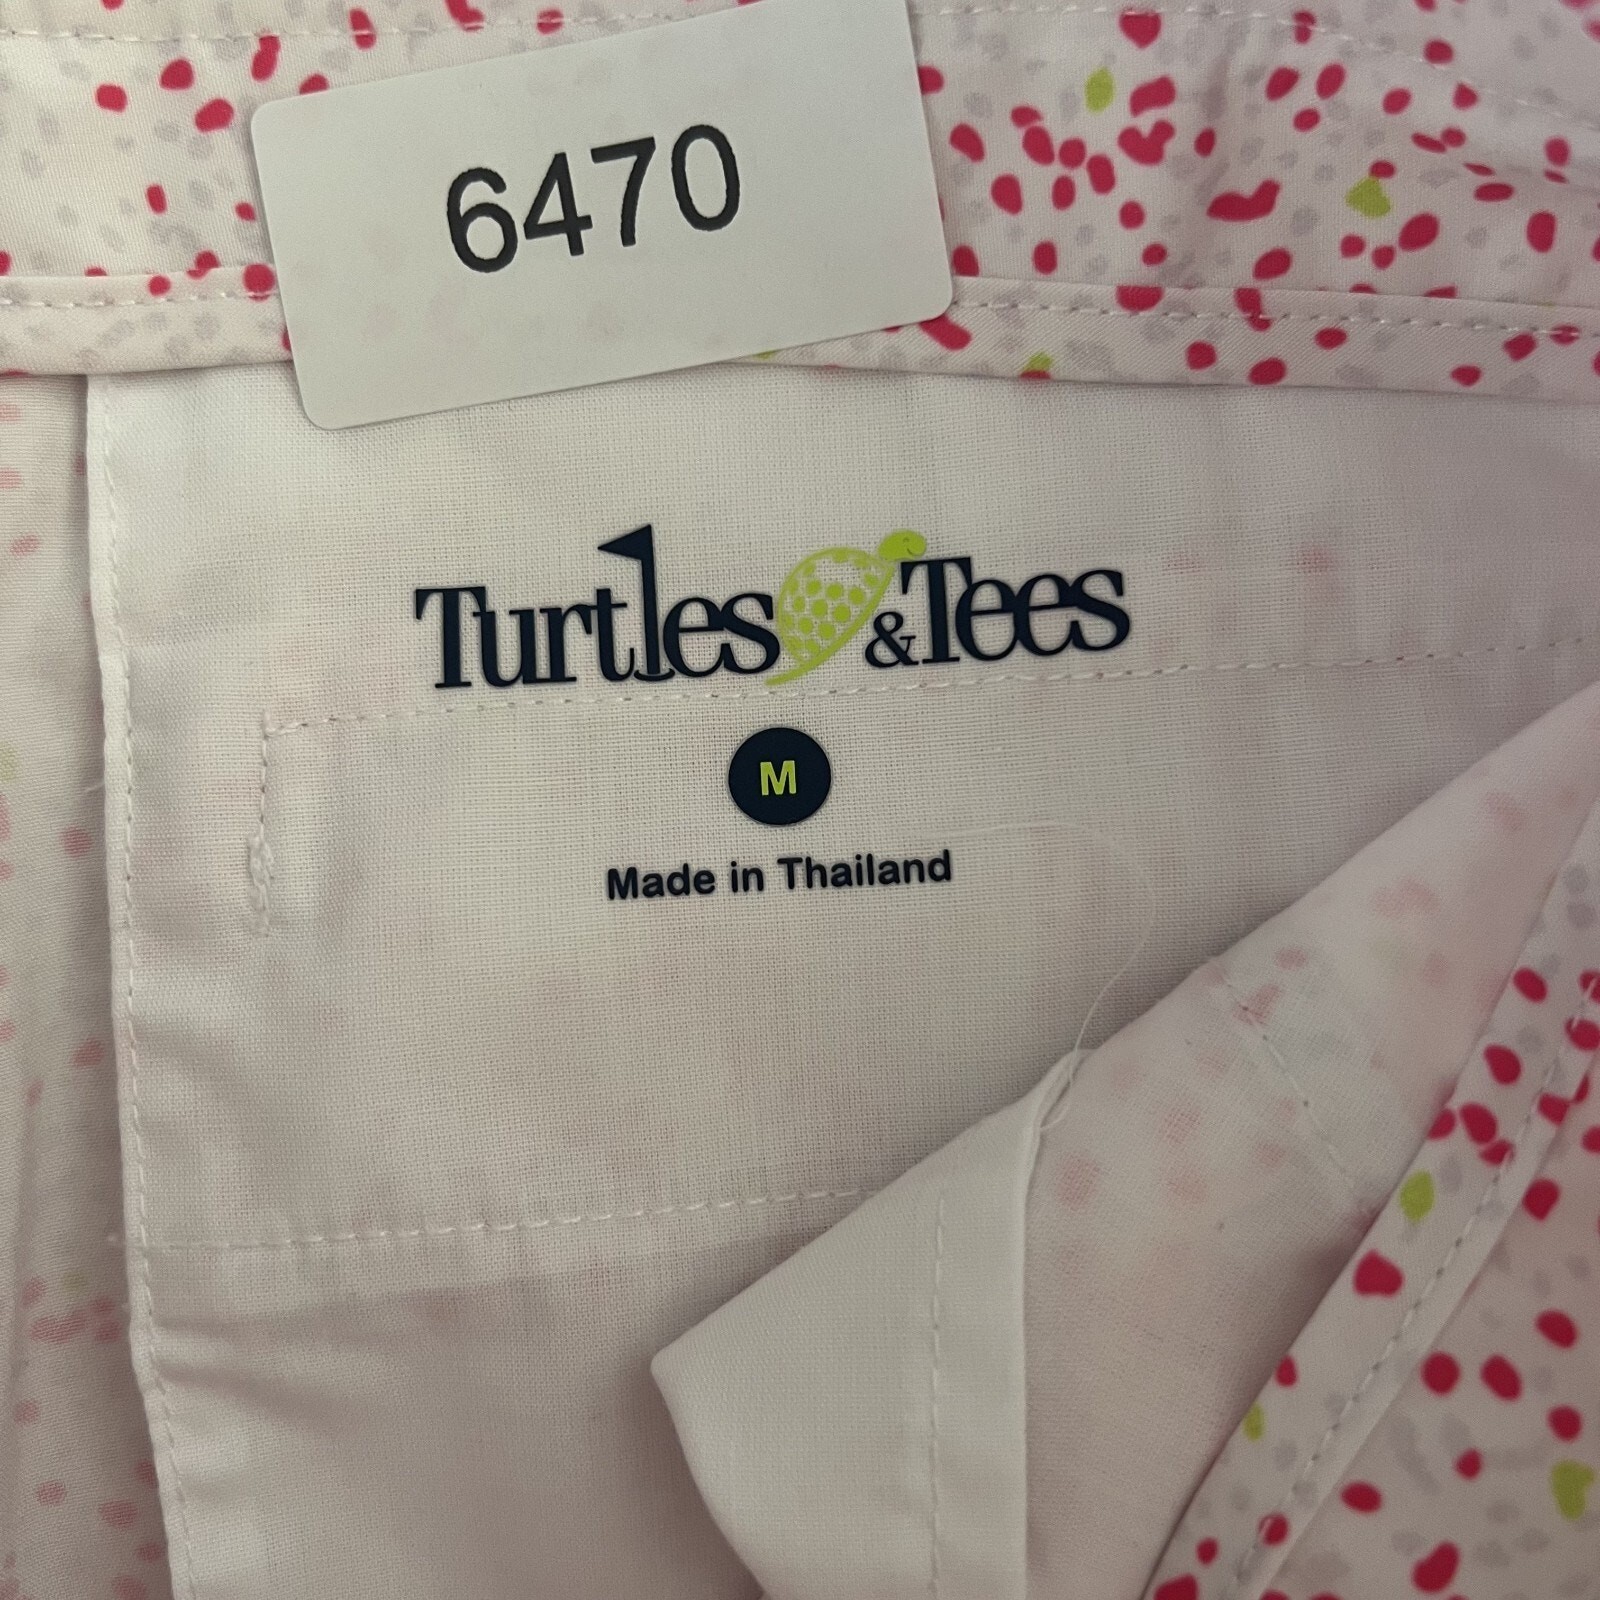 6470
Turtles & Tees
M
Made in Thailand